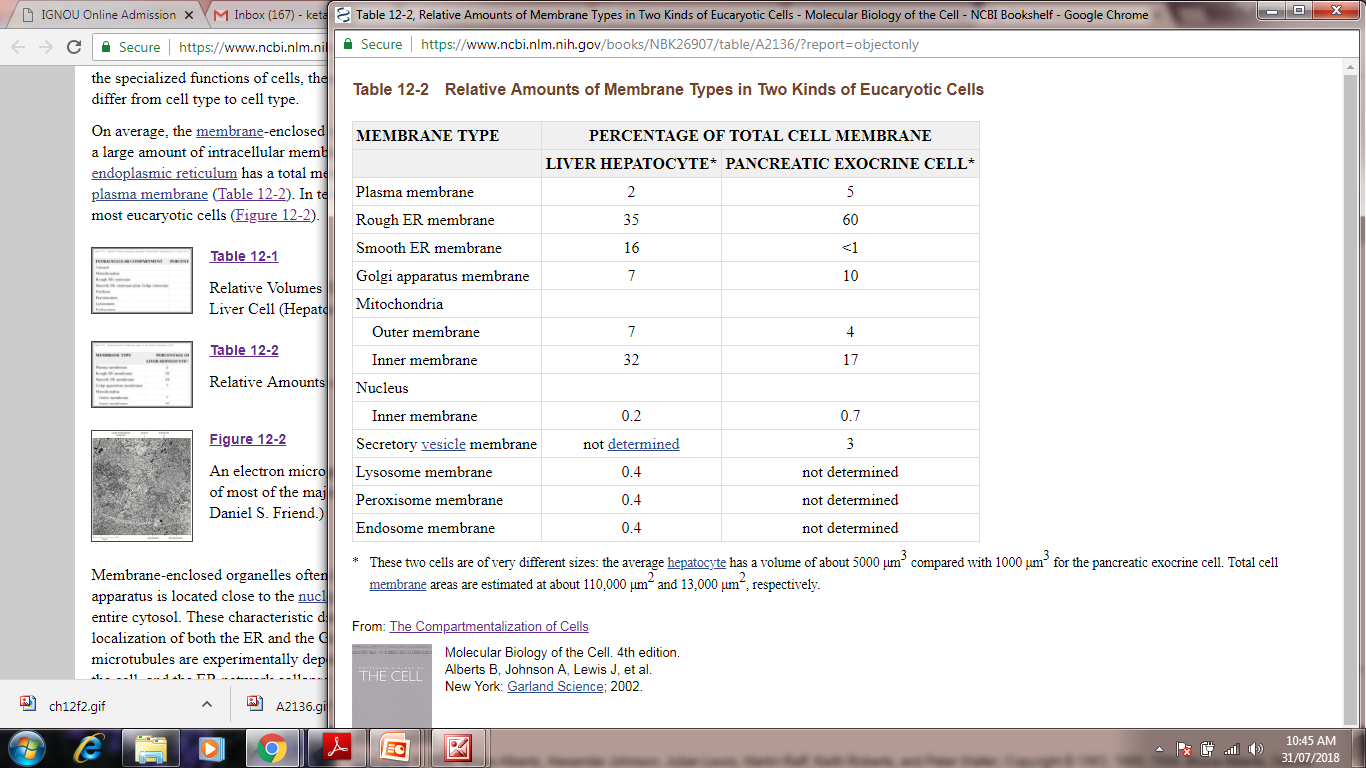 IGNOU Online Admission
Inbox (167) - keta
Table 12-2, Relative Amounts of Membrane Types in Two Kinds of Eucaryotic Cells - Molecular Biology of the Cell - NCBI Bookshelf - Google Chrome
Secure https://www.ncbi.nlm.nil
Secure https://www.ncbi.nlm.nih.gov/books/NBK26907/table/A2136/?report=objectonly
the specialized functions of cells, the
differ from cell type to cell type.
On average, the membrane-enclosed
a large amount of intracellular memb
endoplasmic reticulum has a total me
plasma membrane (Table 12-2). In te
most eucaryotic cells (Figure 12-2).
Table 12-1
Relative Volumes
Liver Cell (Hepato
Table 12-2
Relative Amounts
Figure 12-2
An electron micro
of most of the maj
Daniel S. Friend.)
Membrane-enclosed organelles often
apparatus is located close to the nucl
entire cytosol. These characteristic d
localization of both the ER and the G
microtubules are experimentally depo
Table 12-2 Relative Amounts of Membrane Types in Two Kinds of Eucaryotic Cells
MEMBRANE TYPE PERCENTAGE OF TOTAL CELL MEMBRANE
LIVER HEPATOCYTE* PANCREATIC EXOCRINE CELL*
Plasma membrane 2 5
Rough ER membrane 35 60
Smooth ER membrane 16 <1
Golgi apparatus membrane 7 10
Mitochondria
Outer membrane 7 4
Inner membrane 32 17
Nucleus
Inner membrane 0.2 0.7
Secretory vesicle membrane not determined 3
Lysosome membrane 0.4 not determined
Peroxisome membrane 0.4 not determined
Endosome membrane 0.4 not determined
* These two cells are of very different sizes: the average hepatocyte has a volume of about 5000 μm3 compared with 1000 μm3 for the pancreatic exocrine cell. Total cell
membrane areas are estimated at about 110,000 μm2 and 13,000 μm2, respectively.
From: The Compartmentalization of Cells
THE CELL
Molecular Biology of the Cell. 4th edition.
Alberts B, Johnson A, Lewis J, et al.
New York: Garland Science; 2002.
ch12f2.gif
A2136.gi
10:45 AM
31/07/2018